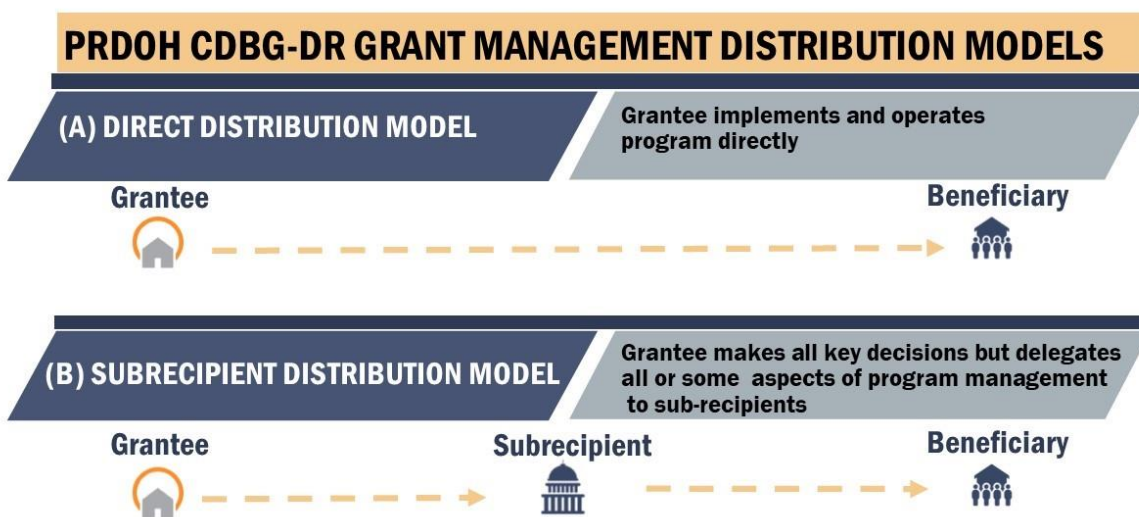 PRDOH CDBG-DR GRANT MANAGEMENT DISTRIBUTION MODELS
(A) DIRECT DISTRIBUTION MODEL
Grantee implements and operates
program directly
Grantee
Beneficiary
(B) SUBRECIPIENT DISTRIBUTION MODEL
Grantee makes all key decisions but delegates
all or some aspects of program management
to sub-recipients
Grantee
Subrecipient
Beneficiary